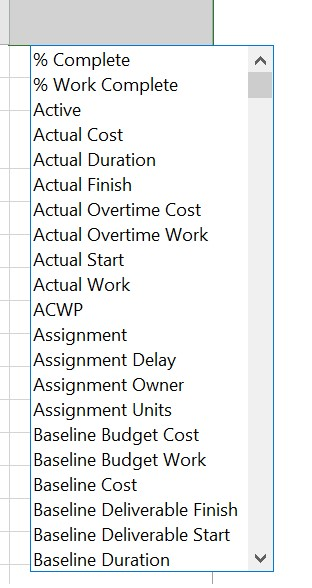 % Complete
% Work Complete
Active
Actual Cost
Actual Duration
Actual Finish
Actual Overtime Cost
Actual Overtime Work
Actual Start
Actual Work
ACWP
Assignment
Assignment Delay
Assignment Owner
Assignment Units
Baseline Budget Cost
Baseline Budget Work
Baseline Cost
Baseline Deliverable Finish
Baseline Deliverable Start
Baseline Duration